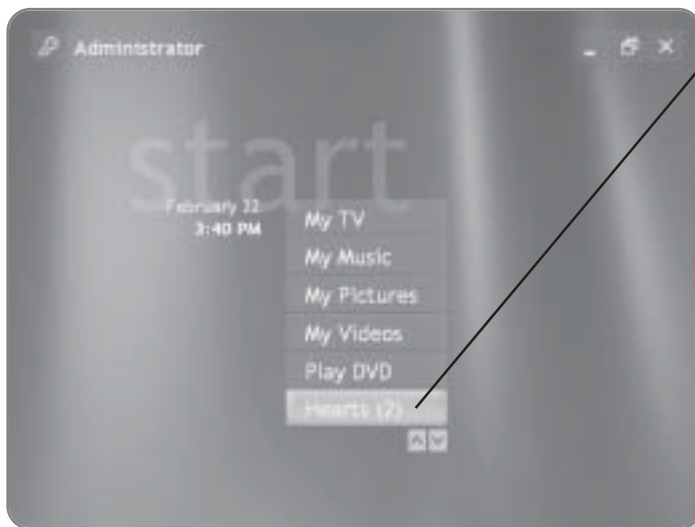 Administrator
start
February 22
3:40 PM
My TV
My Music
My Pictures
My Videos
Play DVD
Hearts (2)